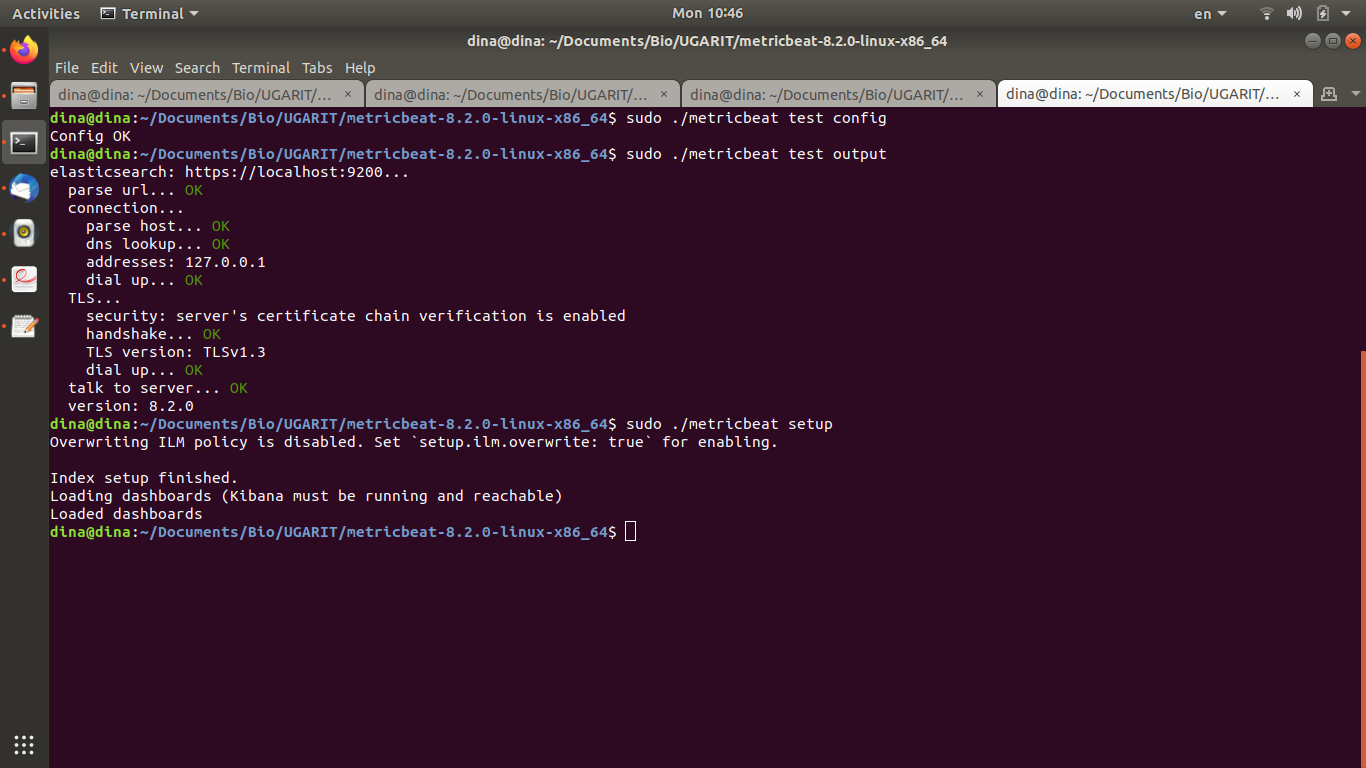 Activities Terminal Mon 10:46 en
dina@dina: ~/Documents/Bio/UGARIT/metricbeat-8.2.0-linux-x86_64
File Edit View Search Terminal Tabs Help
dina@dina: ~/Documents/Bio/UGARIT/... × dina@dina: ~/Documents/Bio/UGARIT/... × dina@dina: ~/Documents/Bio/UGARIT/... × dina@dina: ~/Documents/Bio/UGARIT/... ×
dina@dina:~/Documents/Bio/UGARIT/metricbeat-8.2.0-linux-x86_64$ sudo ./metricbeat test config
Config OK
dina@dina:~/Documents/Bio/UGARIT/metricbeat-8.2.0-linux-x86_64$ sudo ./metricbeat test output
elasticsearch: https://localhost:9200...
  parse url... OK
  connection...
    parse host... OK
    dns lookup... OK
    addresses: 127.0.0.1
    dial up... OK
  TLS...
    security: server's certificate chain verification is enabled
    handshake... OK
    TLS version: TLSv1.3
    dial up... OK
  talk to server... OK
  version: 8.2.0
dina@dina:~/Documents/Bio/UGARIT/metricbeat-8.2.0-linux-x86_64$ sudo ./metricbeat setup
Overwriting ILM policy is disabled. Set `setup.ilm.overwrite: true` for enabling.

Index setup finished.
Loading dashboards (Kibana must be running and reachable)
Loaded dashboards
dina@dina:~/Documents/Bio/UGARIT/metricbeat-8.2.0-linux-x86_64$